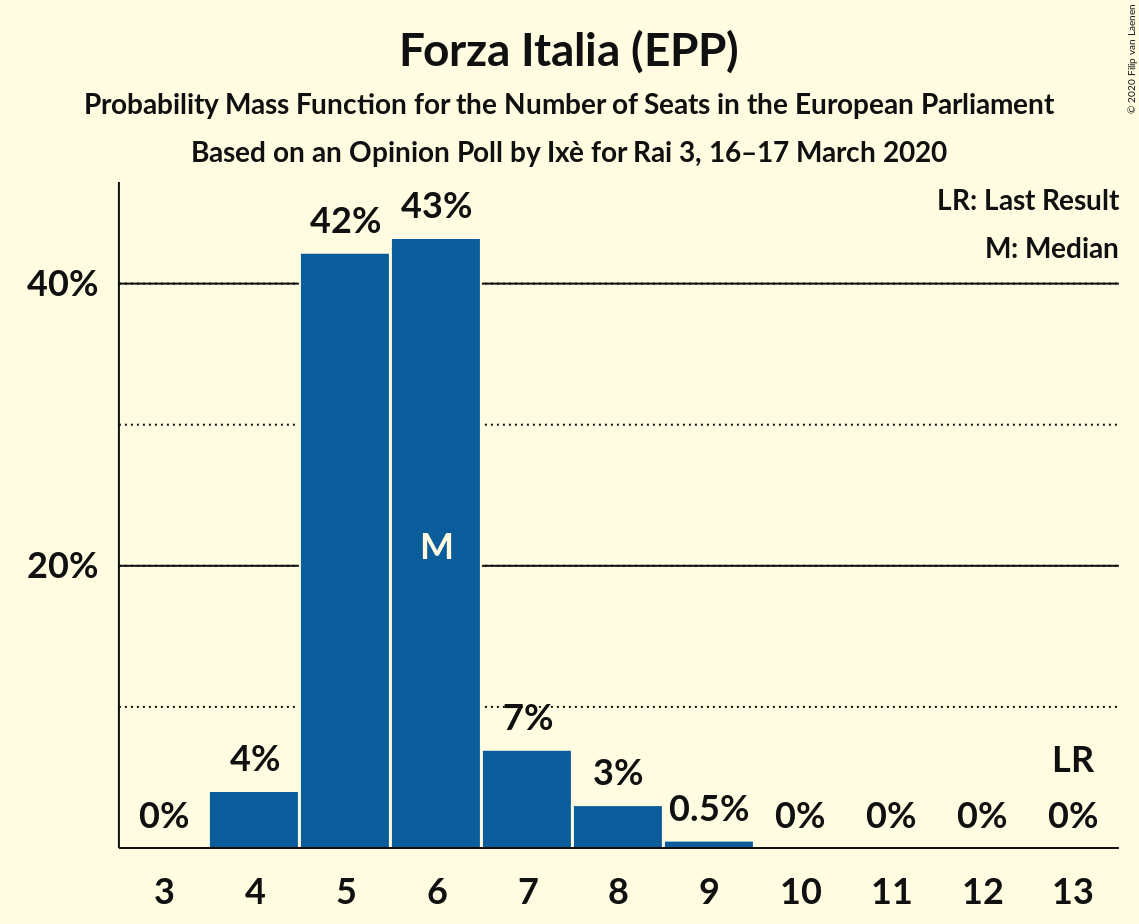 Forza Italia (EPP)
Probability Mass Function for the Number of Seats in the European Parliament
Based on an Opinion Poll by Ixè for Rai 3, 16–17 March 2020
© 2020 Filip van Laenen
LR: Last Result
M: Median
40%
20%
0%
4%
42%
43%
M
7%
3%
0.5%
0%
0%
0%
LR
0%
3 4 5 6 7 8 9 10 11 12 13